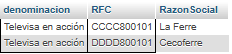 denominacion RFC RazonSocial
Televisa en acción CCCC800101 La Ferre
Televisa en acción DDDD800101 Cecoferre